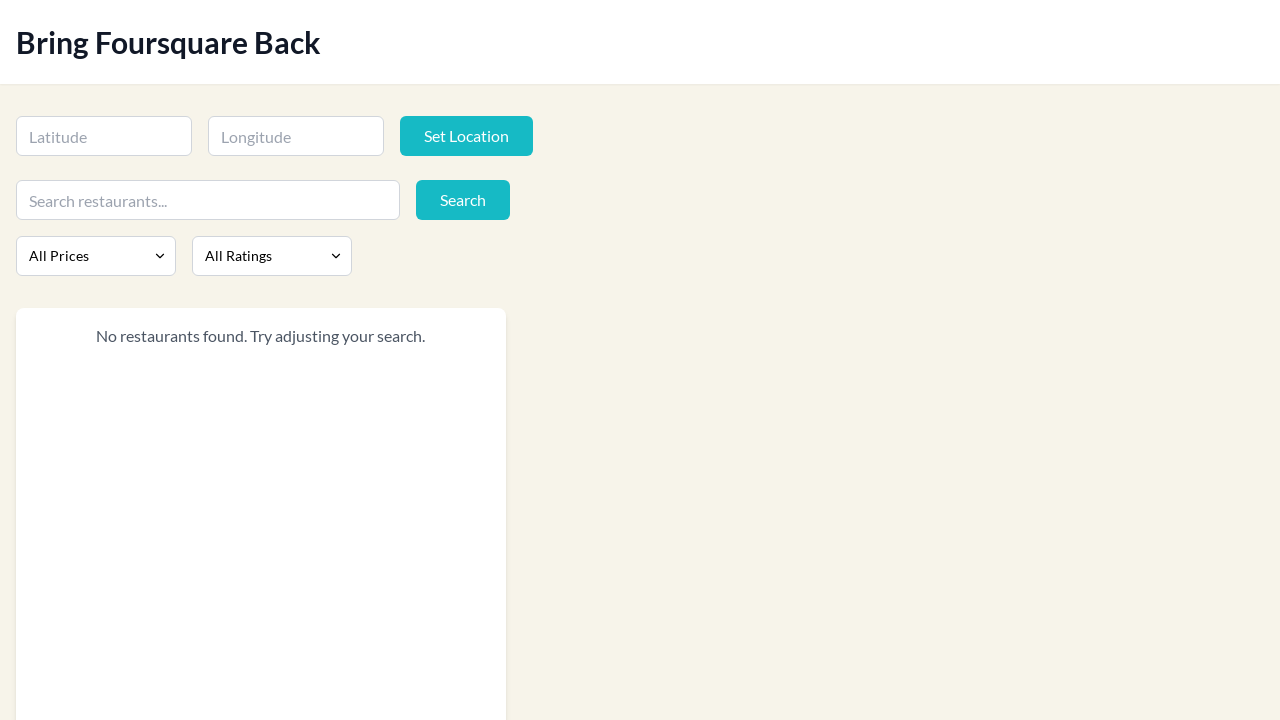 Bring Foursquare Back
Latitude
Longitude
Set Location
Search restaurants...
Search
All Prices
All Ratings
No restaurants found. Try adjusting your search.